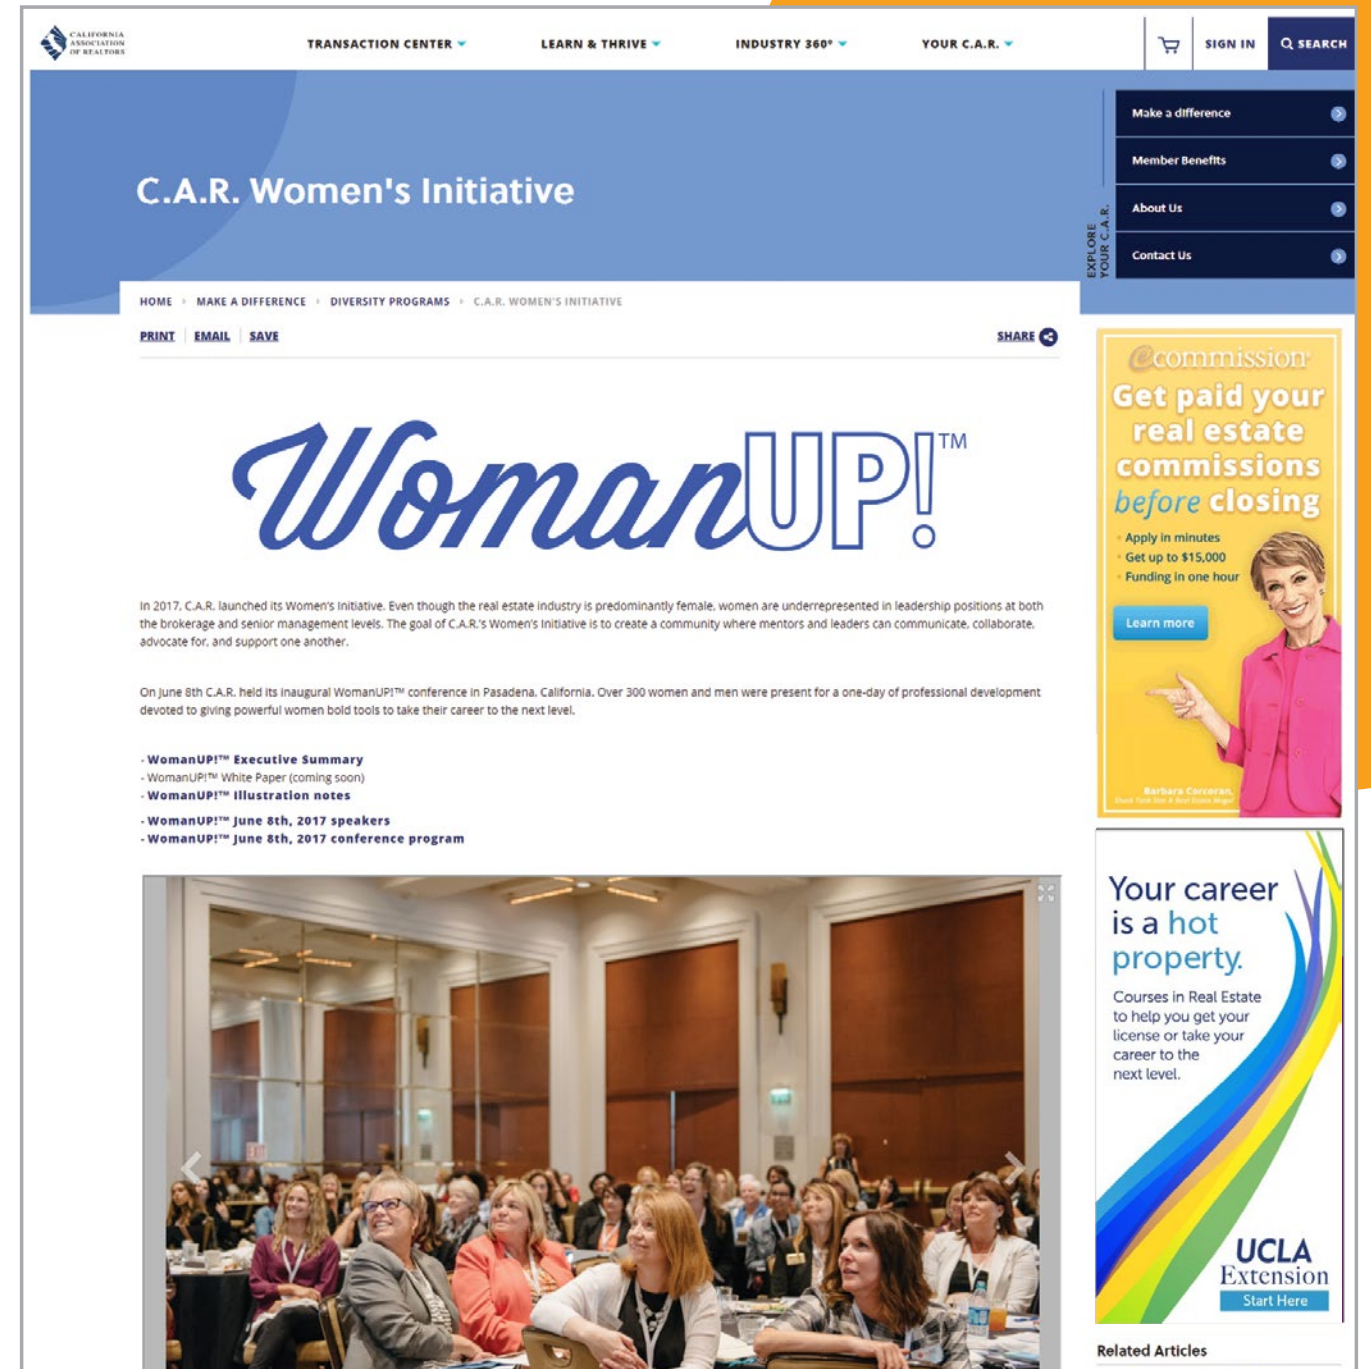 CALIFORNIA
ASSOCIATION
OF REALTORS
TRANSACTION CENTER
LEARN & THRIVE
INDUSTRY 360°
YOUR C.A.R.
SIGN IN
SEARCH
C.A.R. Women's Initiative
EXPLORE
YOUR C.A.R.
Make a difference
Member Benefits
About Us
Contact Us
HOME MAKE A DIFFERENCE DIVERSITY PROGRAMS C.A.R. WOMEN'S INITIATIVE
PRINT EMAIL SAVE
SHARE
WomanUP!™
In 2017, C.A.R. launched its Women's Initiative. Even though the real estate industry is predominantly female, women are underrepresented in leadership positions at both
the brokerage and senior management levels. The goal of C.A.R.'s Women's Initiative is to create a community where mentors and leaders can communicate, collaborate,
advocate for, and support one another.
On June 8th C.A.R. held its inaugural WomanUP!™ conference in Pasadena, California. Over 300 women and men were present for a one-day of professional development
devoted to giving powerful women bold tools to take their career to the next level.
- WomanUP!™ Executive Summary
- WomanUP!™ White Paper (coming soon)
- WomanUP!™ Illustration notes
- WomanUP!™ June 8th, 2017 speakers
- WomanUP!™ June 8th, 2017 conference program
EXIT
ecommission®
Get paid your
real estate
commissions
before closing
• Apply in minutes
• Get up to $15,000
• Funding in one hour
Learn more
Barbara Corcoran,
Shark Tank Star & Real Estate Mogul
Your career
is a hot
property.
Courses in Real Estate
to help you get your
license or take your
career to the
next level.
UCLA
Extension
Start Here
Related Articles